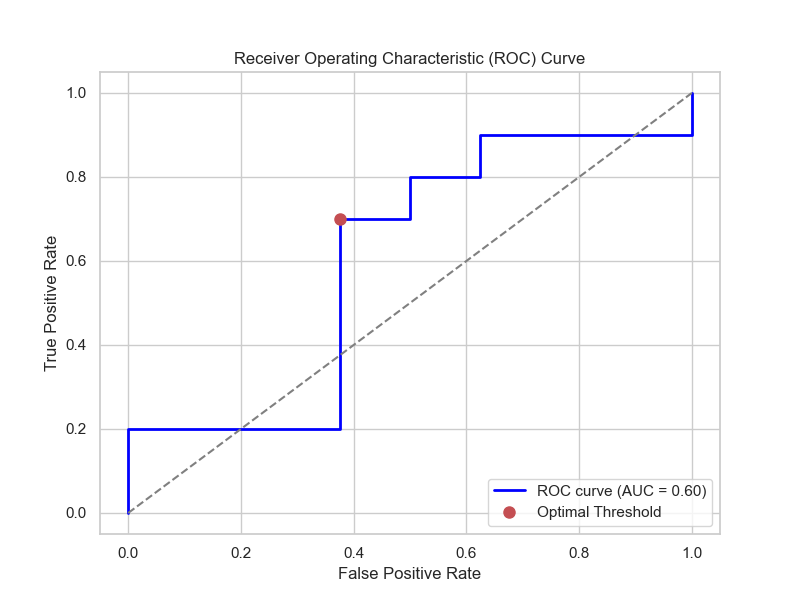 Receiver Operating Characteristic (ROC) Curve
1.0
0.8
0.6
0.4
0.2
0.0
True Positive Rate
0.0 0.2 0.4 0.6 0.8 1.0
False Positive Rate
ROC curve (AUC = 0.60)
Optimal Threshold